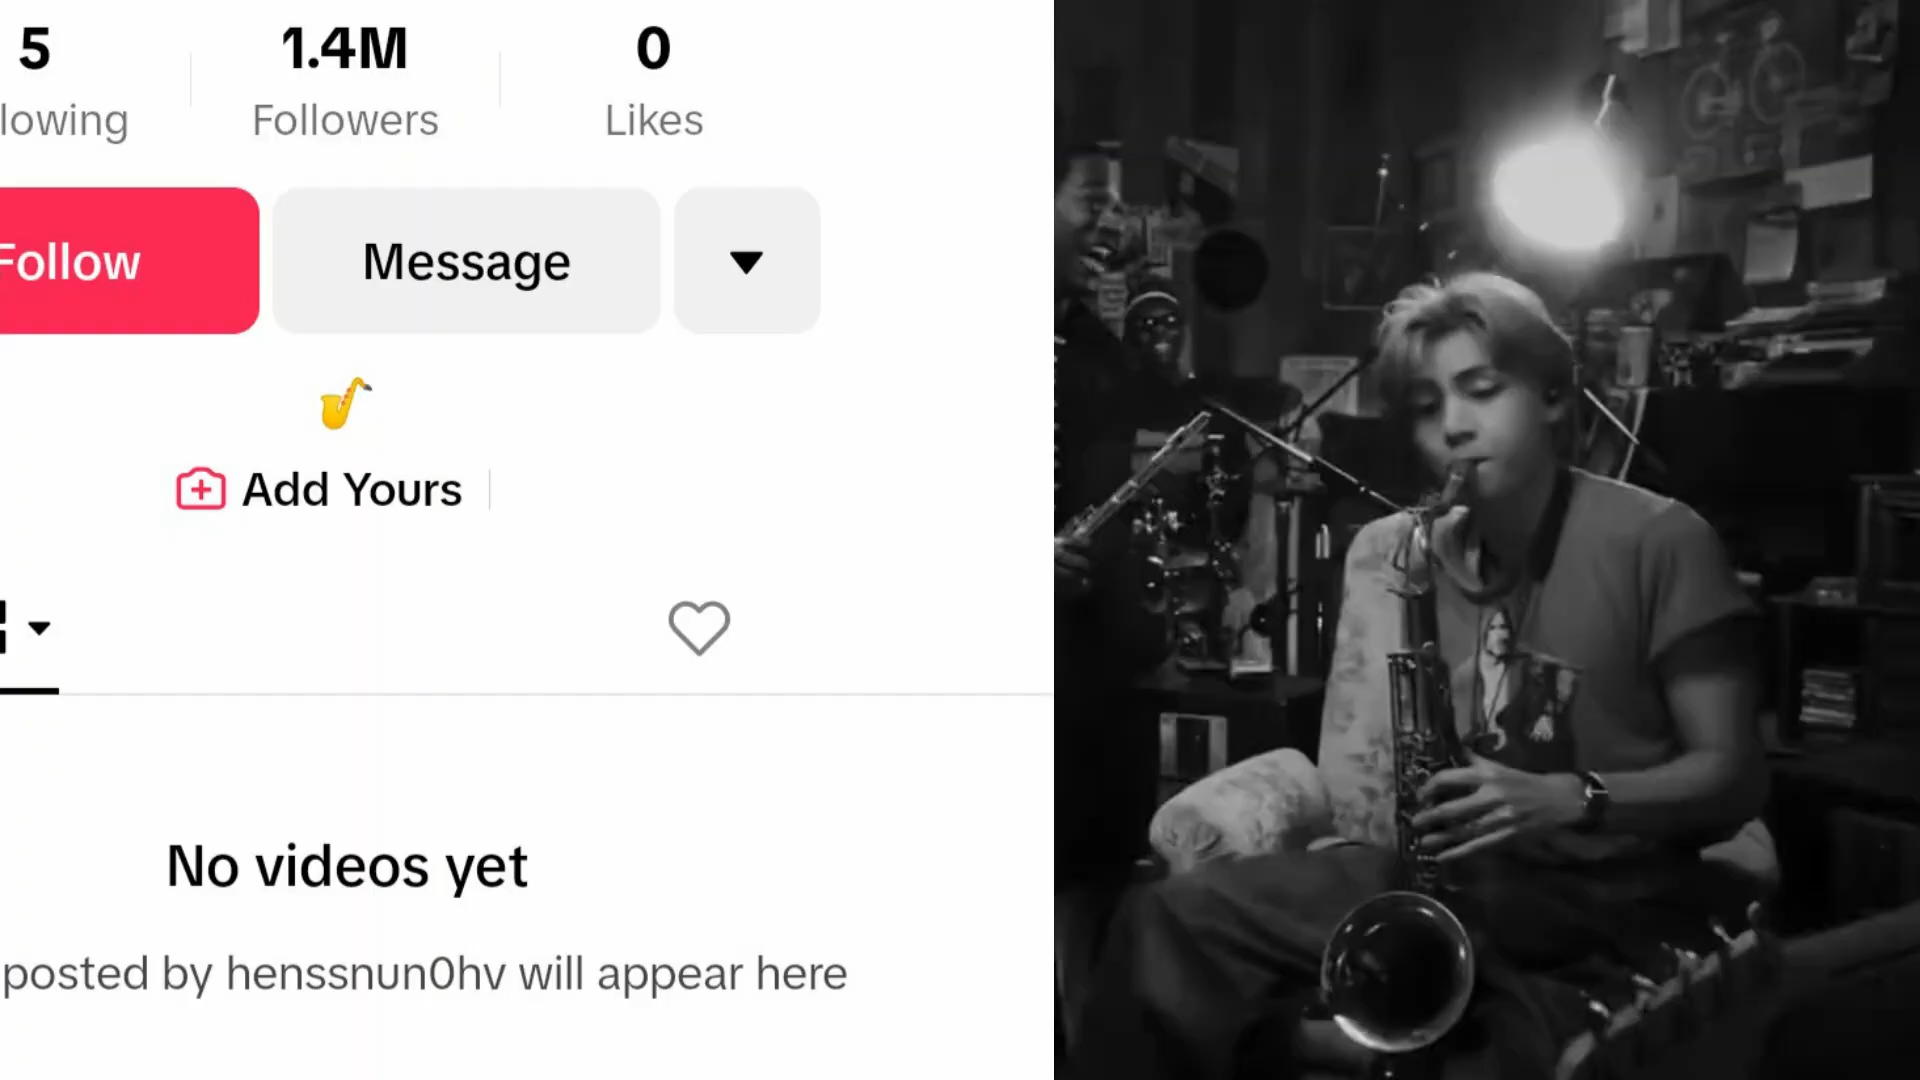 5 1.4M 0
lowing Followers Likes
Follow Message
Add Yours
No videos yet
posted by henssnun0hv will appear here